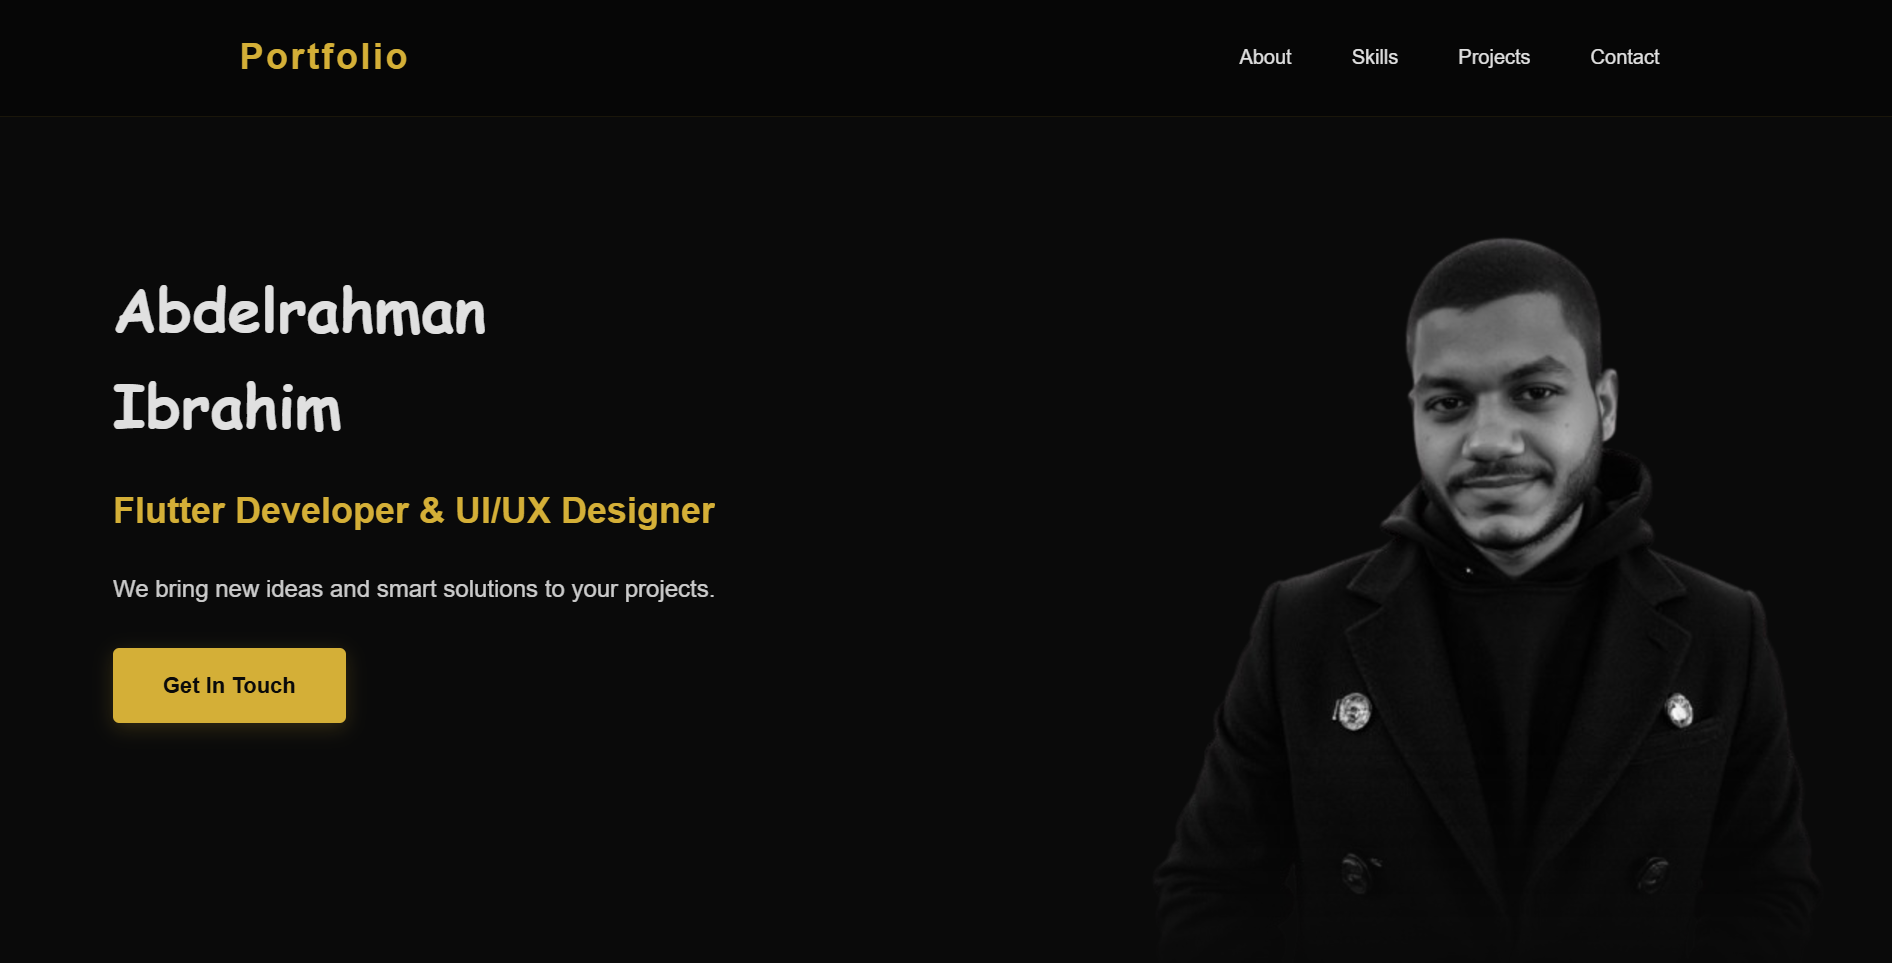 Portfolio
About Skills Projects Contact
Abdelrahman
Ibrahim
Flutter Developer & UI/UX Designer
We bring new ideas and smart solutions to your projects.
Get In Touch